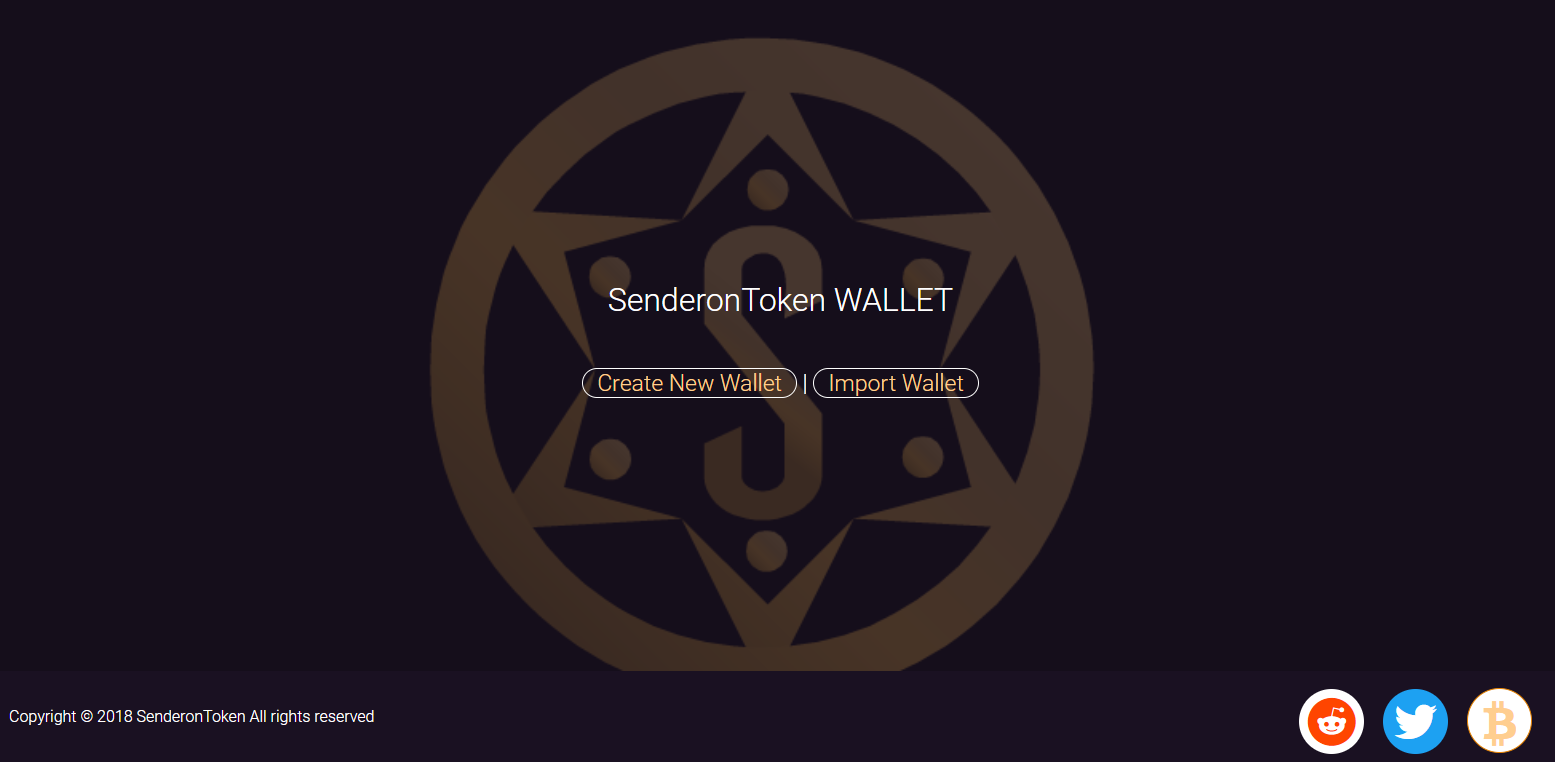 SenderonToken WALLET
Create New Wallet | Import Wallet
Copyright © 2018 SenderonToken All rights reserved